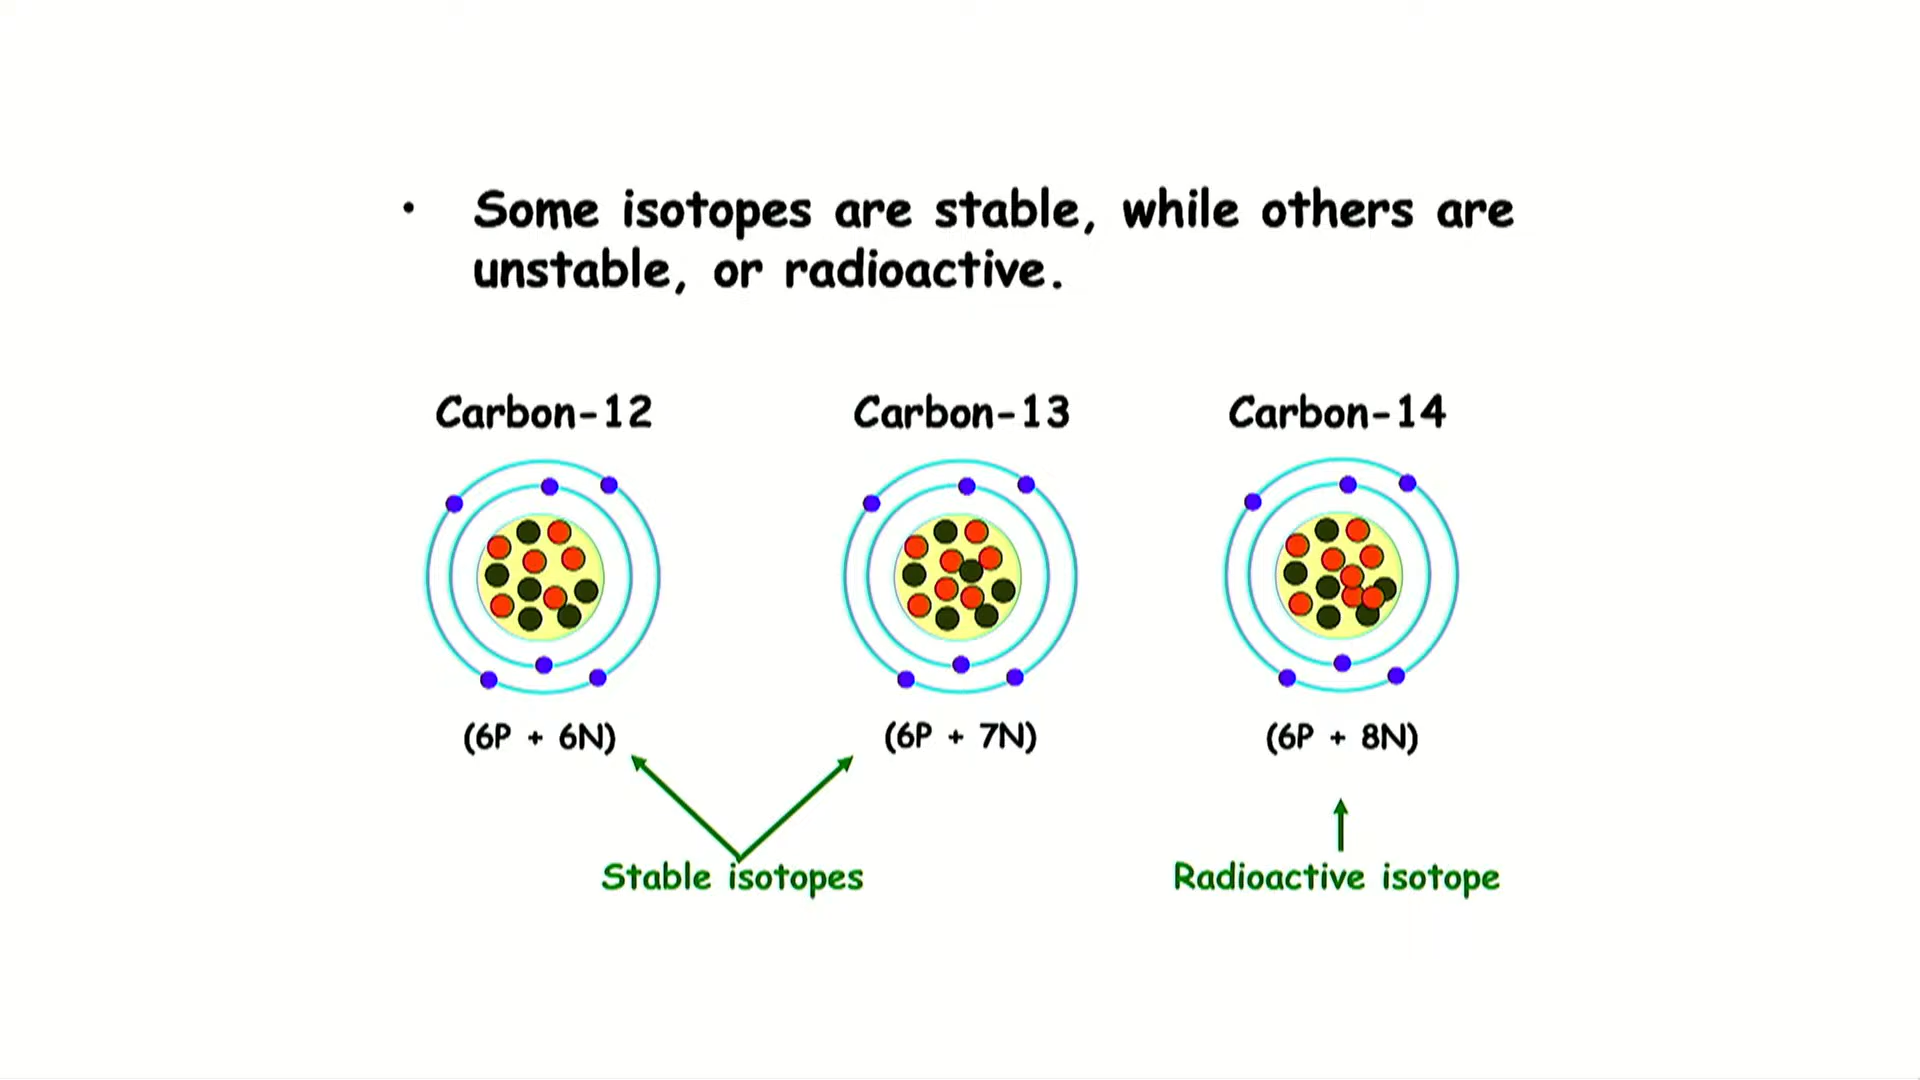 • Some isotopes are stable, while others are
unstable, or radioactive.
Carbon-12
Carbon-13
Carbon-14
(6P + 6N)
(6P + 7N)
(6P + 8N)
Stable isotopes
Radioactive isotope